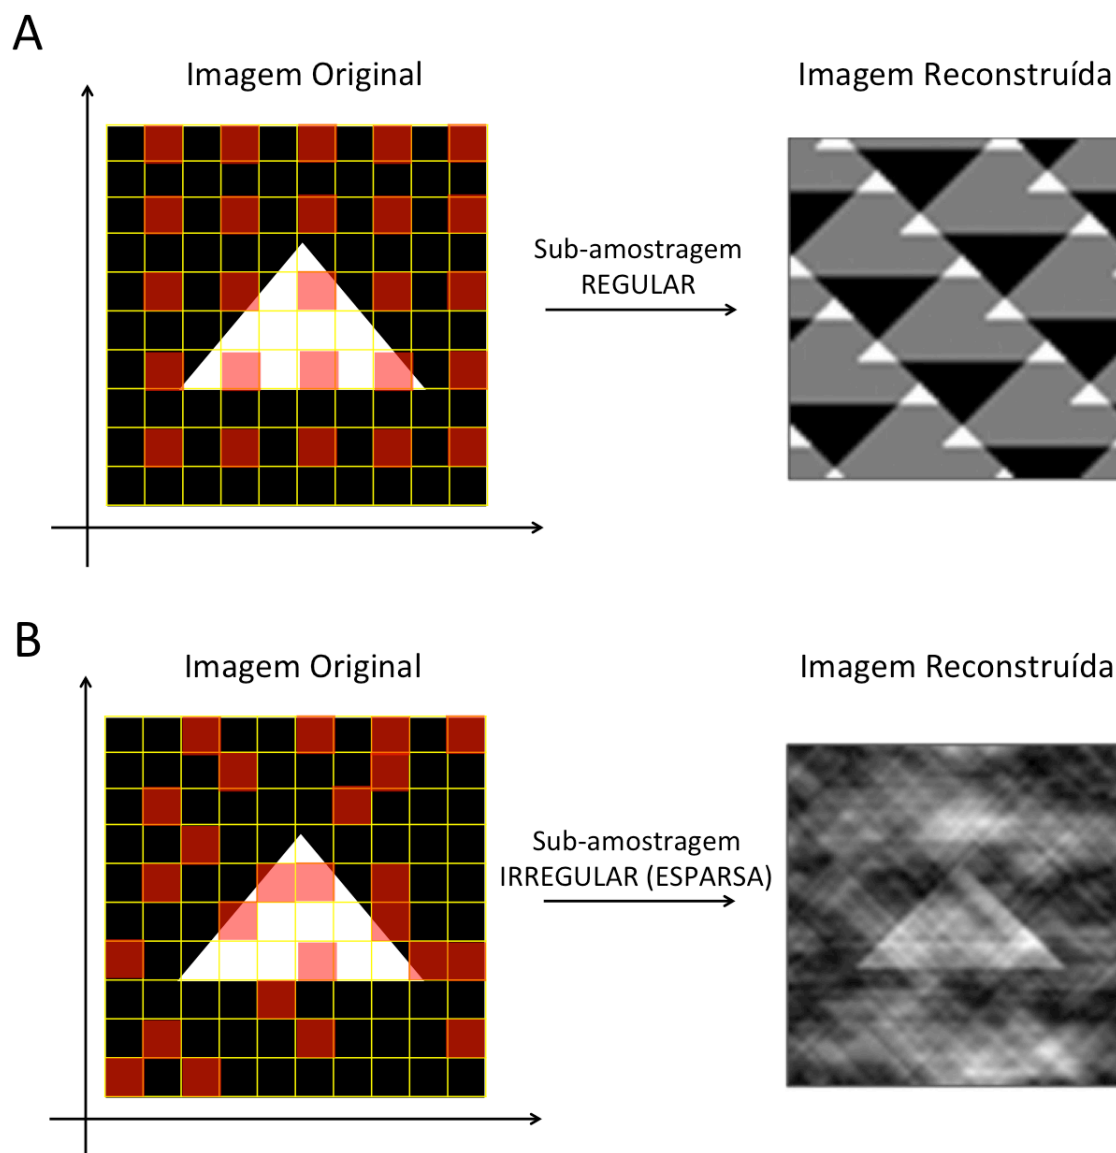 A
Imagem Original
Imagem Reconstruída
Sub-amostragem
REGULAR
B
Imagem Original
Imagem Reconstruída
Sub-amostragem
IRREGULAR (ESPARSA)